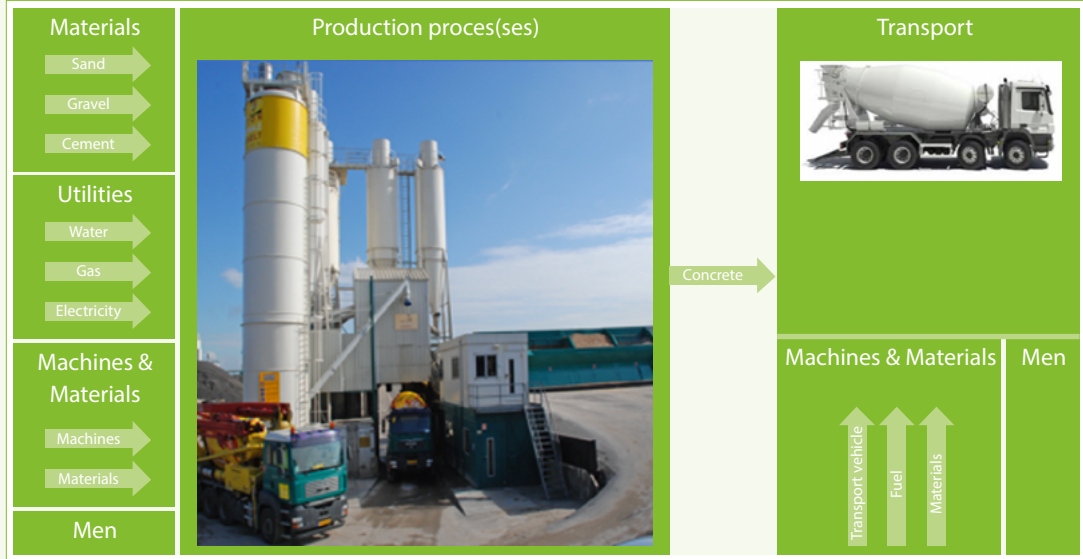 Materials
Sand
Gravel
Cement
Utilities
Water
Gas
Electricity
Machines &
Materials
Machines
Materials
Men
Production proces(ses)
Concrete
Transport
Machines & Materials
Transport vehicle
Fuel
Materials
Men